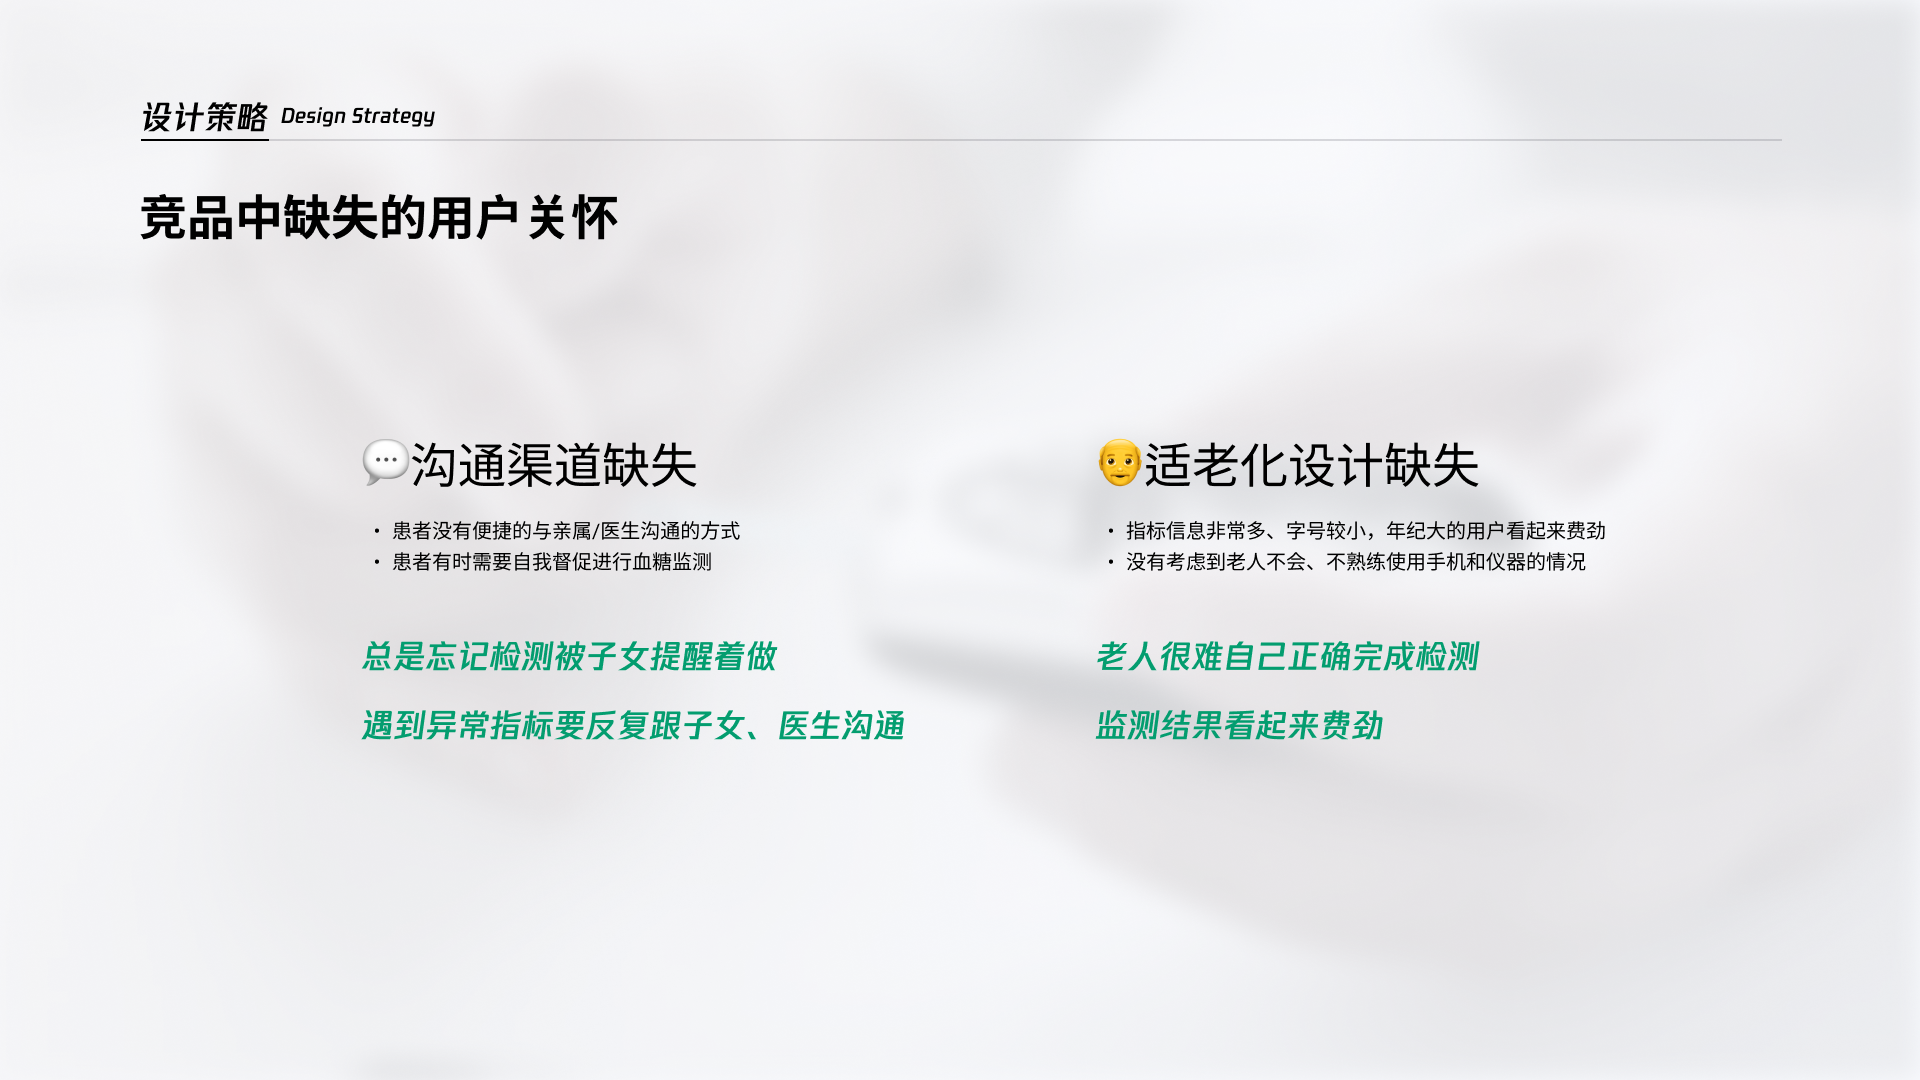 设计策略 Design Strategy
竞品中缺失的用户关怀
💬沟通渠道缺失
• 患者没有便捷的与亲属/医生沟通的方式
• 患者有时需要自我督促进行血糖监测
总是忘记检测被子女提醒着做
遇到异常指标要反复跟子女、医生沟通
👴适老化设计缺失
• 指标信息非常多、字号较小，年纪大的用户看起来费劲
• 没有考虑到老人不会、不熟练使用手机和仪器的情况
老人很难自己正确完成检测
监测结果看起来费劲